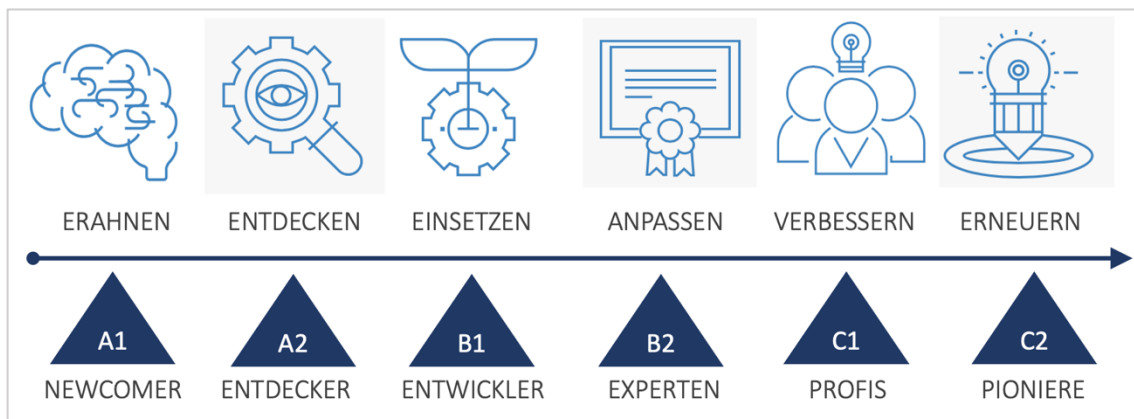 ERAHNEN ENTDECKEN EINSETZEN ANPASSEN VERBESSERN ERNEUERN
A1 A2 B1 B2 C1 C2
NEWCOMER ENTDECKER ENTWICKLER EXPERTEN PROFIS PIONIERE